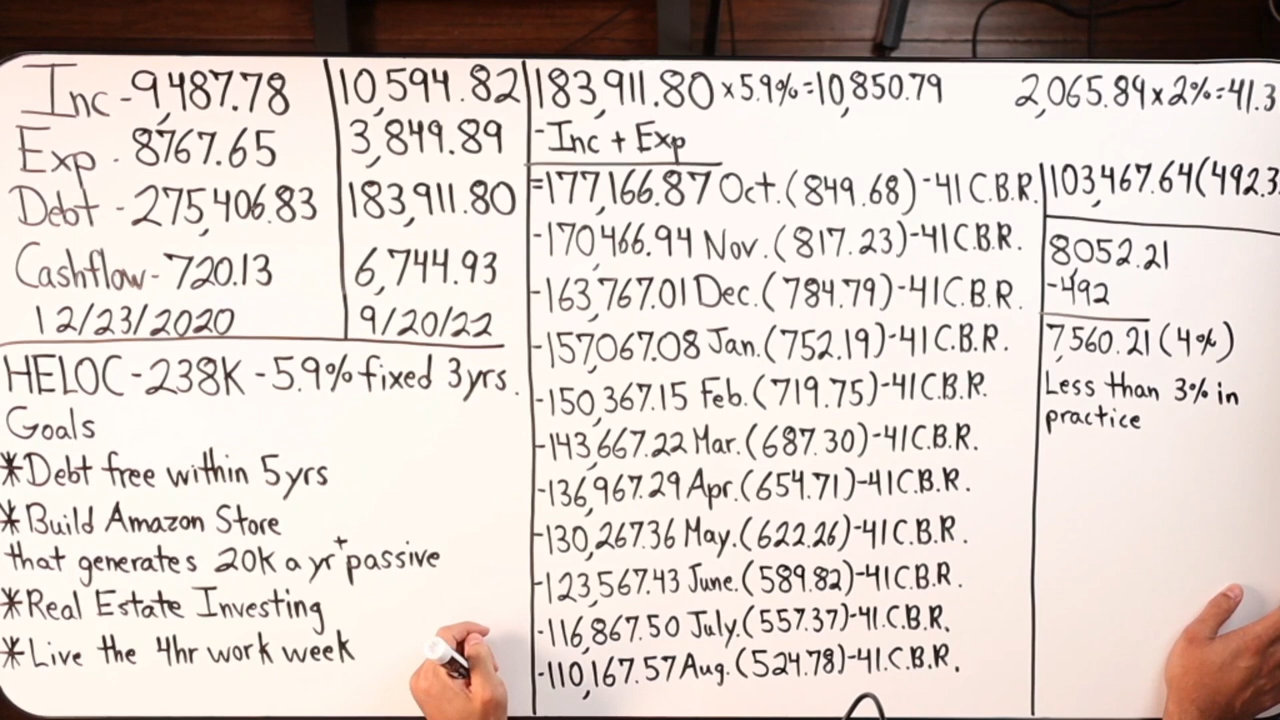 Inc - 9,487.78
Exp - 8767.65
Debt - 275,406.83
Cashflow - 720.13
12/23/2020
10,594.82
3,849.89
183,911.80
6,744.93
9/20/22
HELOC - 238K - 5.9% fixed 3yrs.
Goals
*Debt free within 5yrs
*Build Amazon Store
that generates 20K a yr+ passive
*Real Estate Investing
*Live the 4hr work week
183,911.80 x 5.9% = 10,850.79
- Inc + Exp
=177,166.87 Oct. (849.68) -41 C.B.R.
-170,466.94 Nov. (817.23) -41 C.B.R.
-163,767.01 Dec. (784.79) -41 C.B.R.
-157,067.08 Jan. (752.19) -41 C.B.R.
-150,367.15 Feb. (719.75) -41 C.B.R.
-143,667.22 Mar. (687.30) -41 C.B.R.
-136,967.29 Apr. (654.71) -41 C.B.R.
-130,267.36 May. (622.26) -41 C.B.R.
-123,567.43 June. (589.82) -41 C.B.R.
-116,867.50 July. (557.37) -41. C.B.R.
-110,167.57 Aug. (524.78) -41. C.B.R.
2,065.84 x 2% = 41.3
103,467.64 (492.3
8052.21
-492
7,560.21 (4%)
Less than 3% in
practice